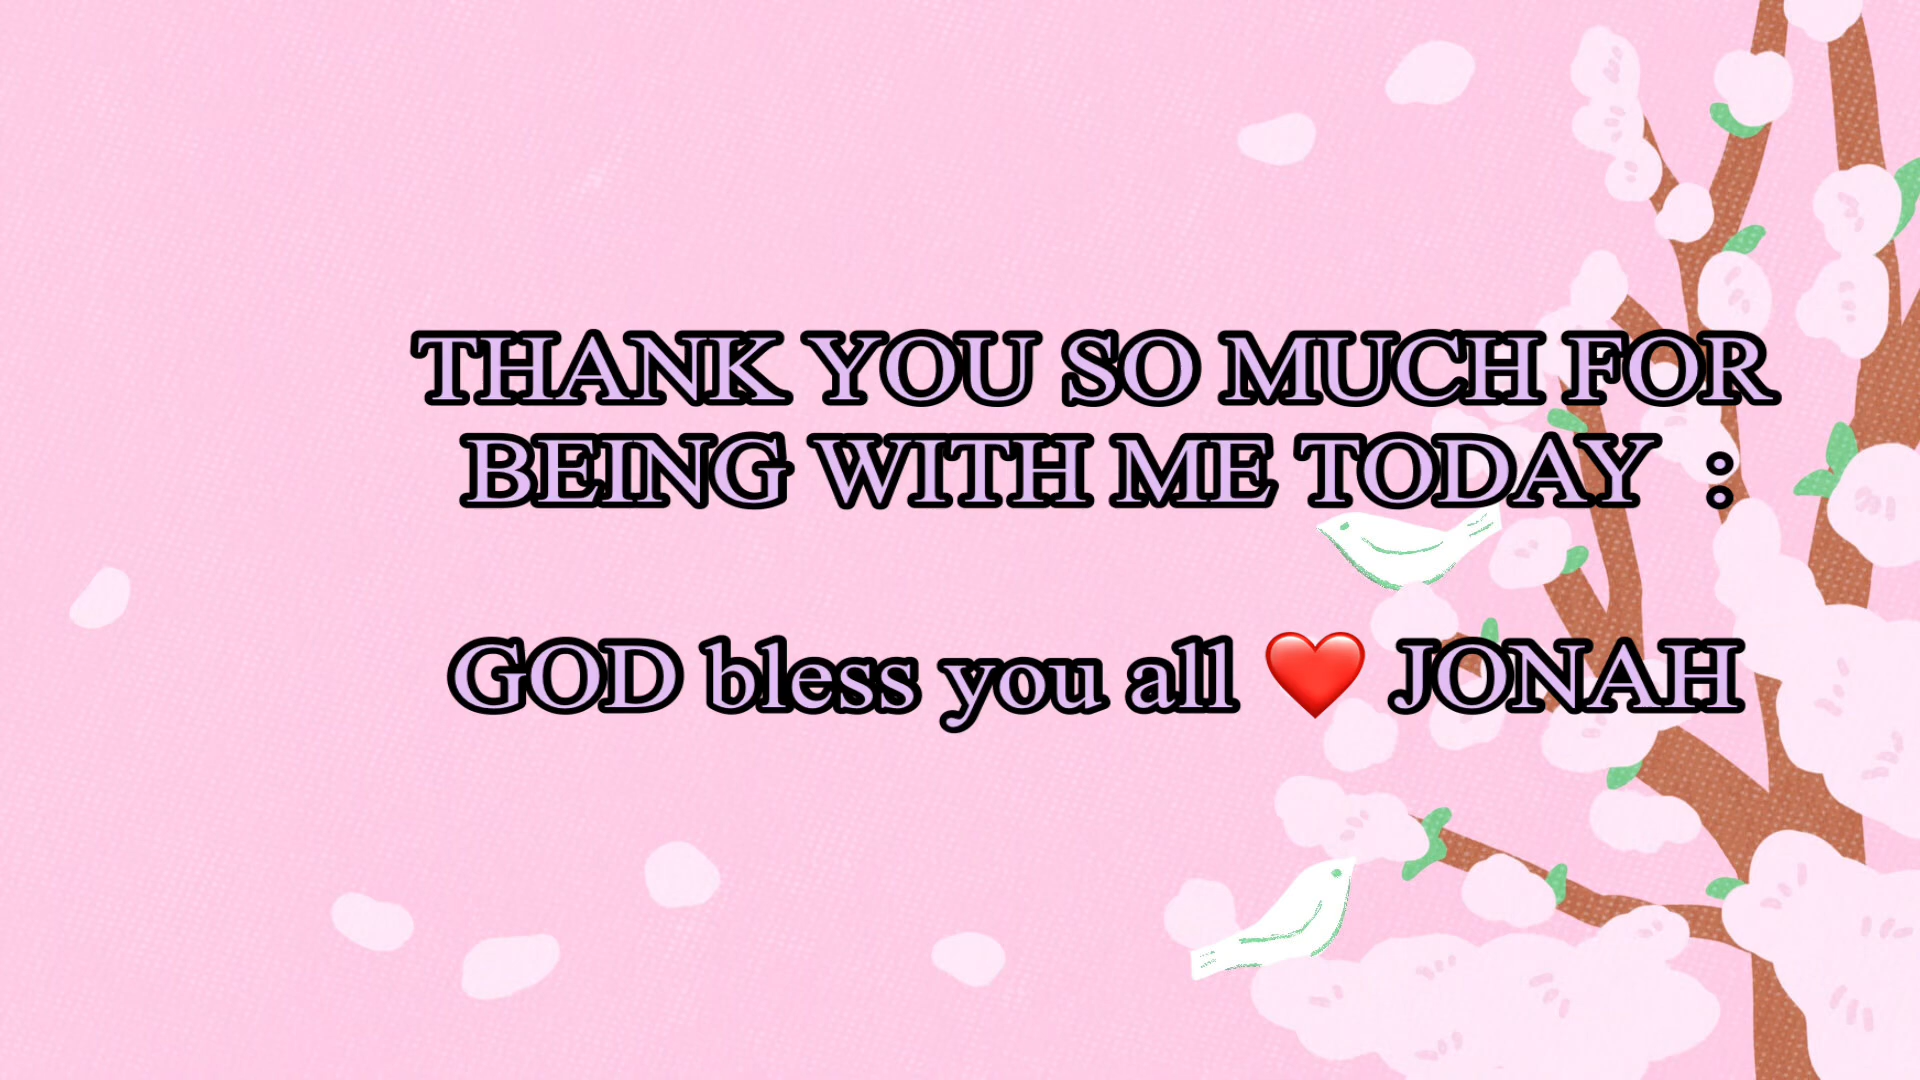 THANK YOU SO MUCH FOR
BEING WITH ME TODAY :
GOD bless you all ❤️ JONAH